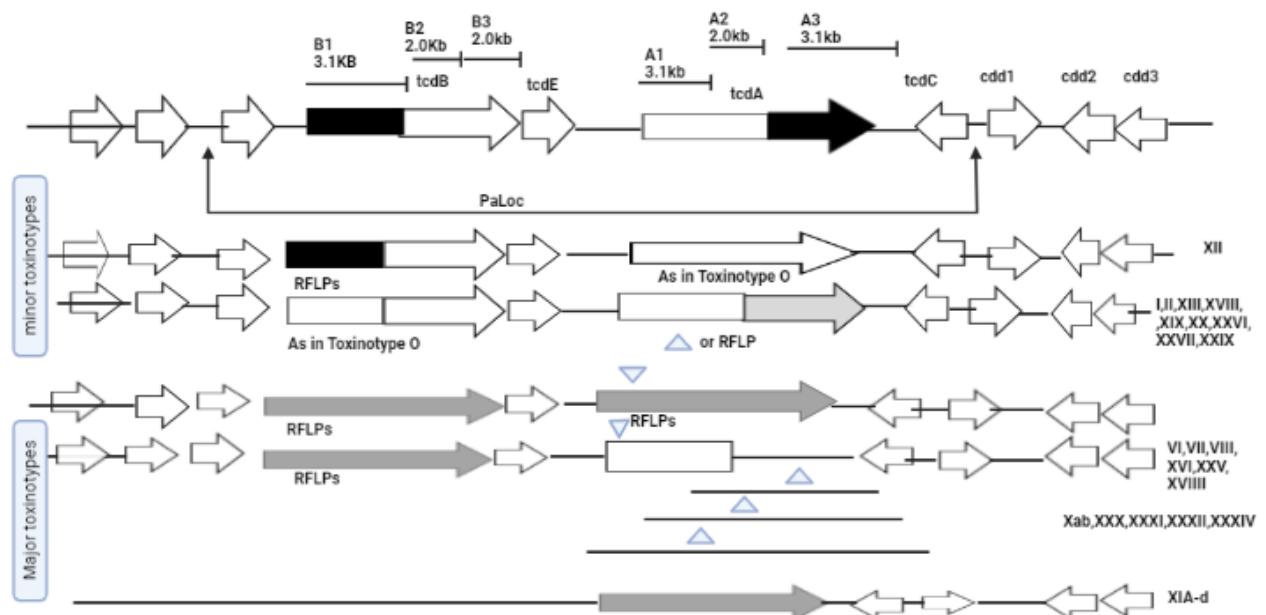 B1
3.1KB
B2
2.0Kb
B3
2.0kb
A1
3.1kb
A2
2.0kb
A3
3.1kb
tcdB
tcdE
tcdA
tcdC
cdd1
cdd2
cdd3
PaLoc
minor toxinotypes
XII
RFLPs
As in Toxinotype O
I,II,XIII,XVIII,
,XIX,XX,XXVI,
XXVII,XXIX
As in Toxinotype O
or RFLP
Major toxinotypes
RFLPs
RFLPs
RFLPs
VI,VII,VIII,
XVI,XXV,
XVIIII
Xab,XXX,XXXI,XXXII,XXXIV
XIA-d